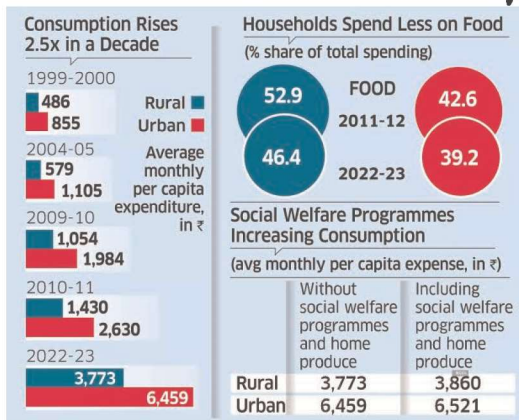 Consumption Rises
2.5x in a Decade
1999-2000
486
855
Rural
Urban
2004-05
579
1,105
Average
monthly
per capita
expenditure,
in ₹
2009-10
1,054
1,984
2010-11
1,430
2,630
2022-23
3,773
6,459
Households Spend Less on Food
(% share of total spending)
52.9
FOOD
42.6
2011-12
46.4
39.2
2022-23
Social Welfare Programmes
Increasing Consumption
(avg monthly per capita expense, in ₹)
Without
social welfare
programmes
and home
produce
Including
social welfare
programmes
and home
produce
Rural 3,773 3,860
Urban 6,459 6,521